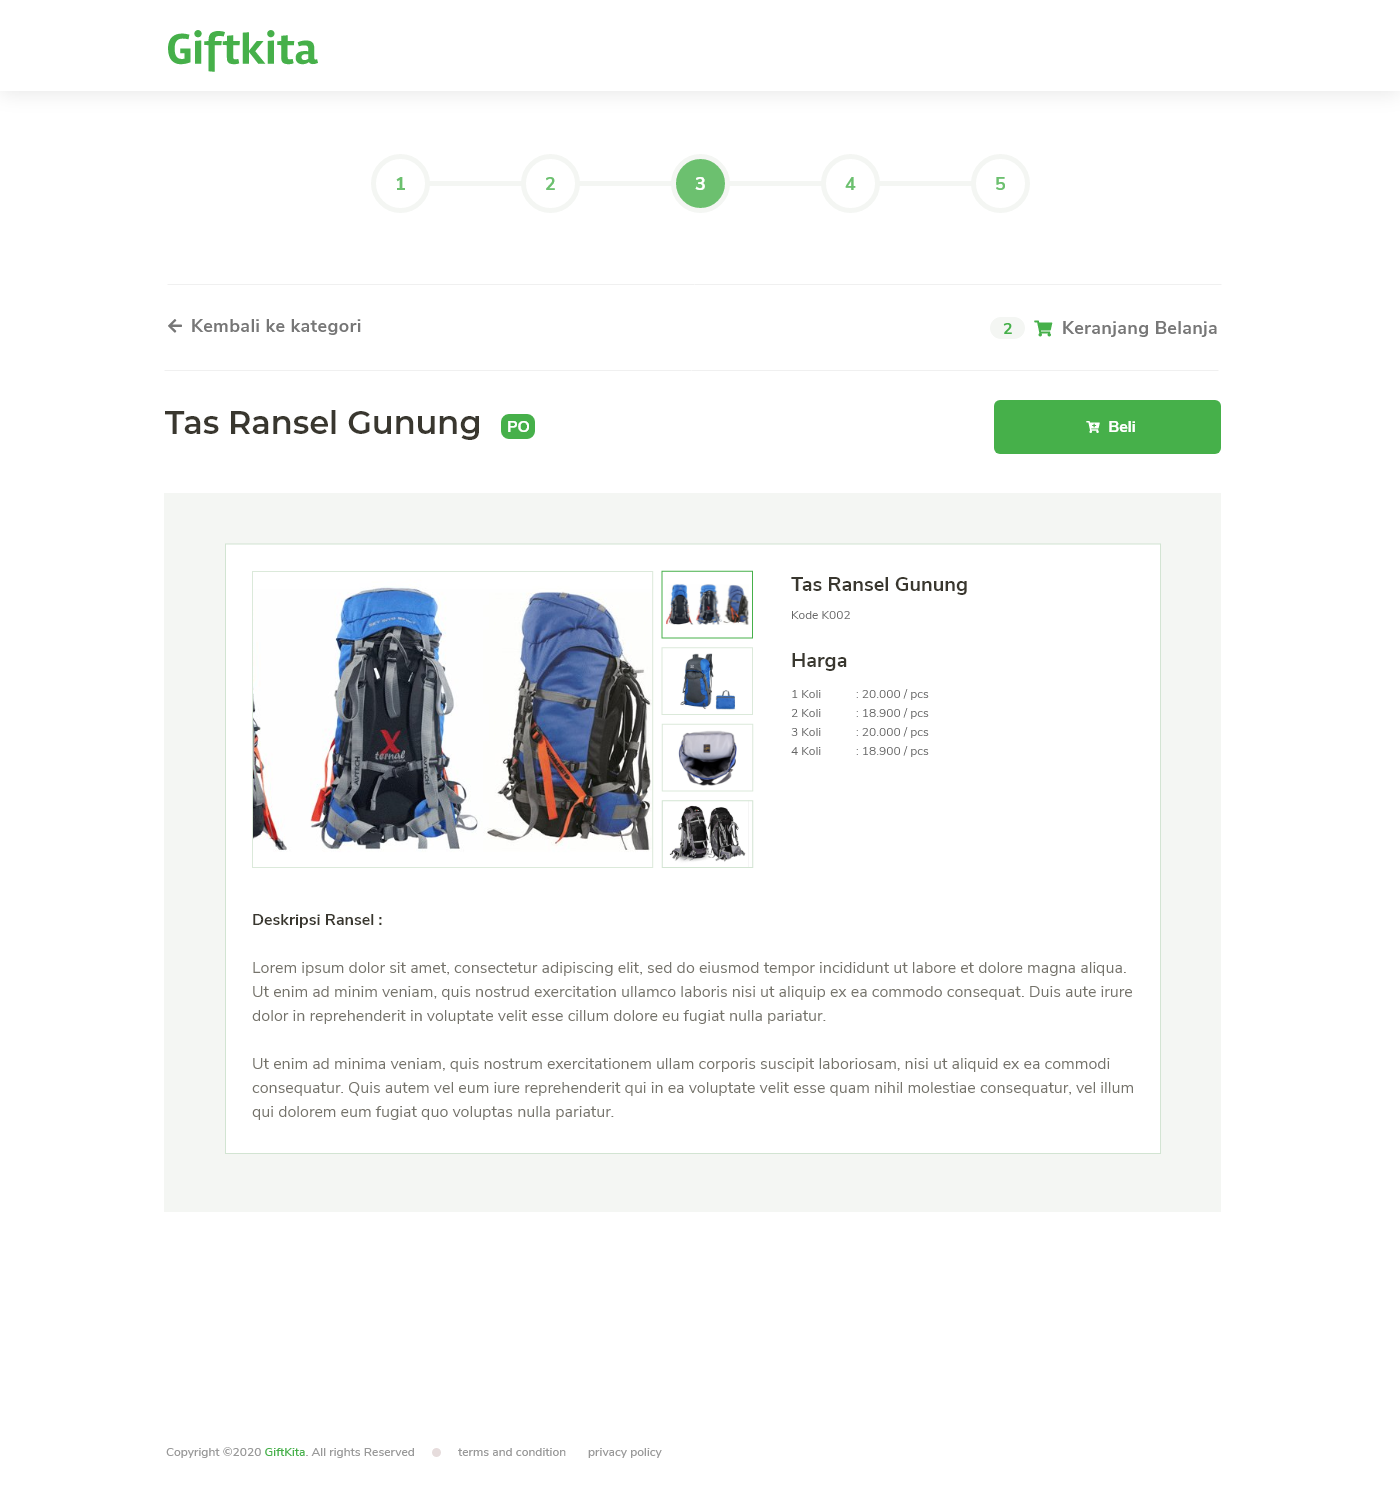 Giftkita
1 2 3 4 5
Kembali ke kategori
2 Keranjang Belanja
Tas Ransel Gunung PO
Beli
X
ternal
Tas Ransel Gunung
Kode K002
Harga
1 Koli : 20.000 / pcs
2 Koli : 18.900 / pcs
3 Koli : 20.000 / pcs
4 Koli : 18.900 / pcs
Deskripsi Ransel :
Lorem ipsum dolor sit amet, consectetur adipiscing elit, sed do eiusmod tempor incididunt ut labore et dolore magna aliqua.
Ut enim ad minim veniam, quis nostrud exercitation ullamco laboris nisi ut aliquip ex ea commodo consequat. Duis aute irure
dolor in reprehenderit in voluptate velit esse cillum dolore eu fugiat nulla pariatur.
Ut enim ad minima veniam, quis nostrum exercitationem ullam corporis suscipit laboriosam, nisi ut aliquid ex ea commodi
consequatur. Quis autem vel eum iure reprehenderit qui in ea voluptate velit esse quam nihil molestiae consequatur, vel illum
qui dolorem eum fugiat quo voluptas nulla pariatur.
Copyright ©2020 GiftKita. All rights Reserved terms and condition privacy policy